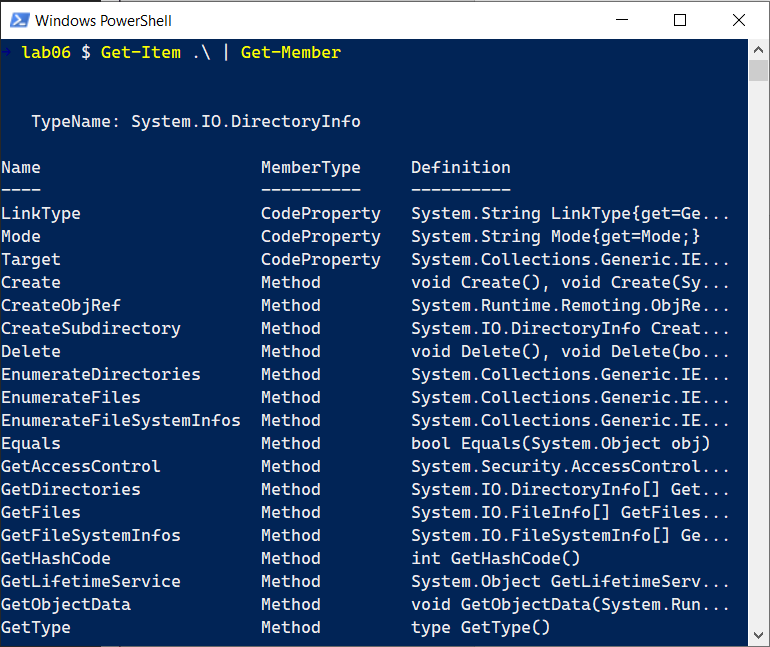 Windows PowerShell
lab06 $ Get-Item .\ | Get-Member
TypeName: System.IO.DirectoryInfo
Name MemberType Definition
---- ---------- ----------
LinkType CodeProperty System.String LinkType{get=Ge...
Mode CodeProperty System.String Mode{get=Mode;}
Target CodeProperty System.Collections.Generic.IE...
Create Method void Create(), void Create(Sy...
CreateObjRef Method System.Runtime.Remoting.ObjRe...
CreateSubdirectory Method System.IO.DirectoryInfo Creat...
Delete Method void Delete(), void Delete(bo...
EnumerateDirectories Method System.Collections.Generic.IE...
EnumerateFiles Method System.Collections.Generic.IE...
EnumerateFileSystemInfos Method System.Collections.Generic.IE...
Equals Method bool Equals(System.Object obj)
GetAccessControl Method System.Security.AccessControl...
GetDirectories Method System.IO.DirectoryInfo[] Get...
GetFiles Method System.IO.FileInfo[] GetFiles...
GetFileSystemInfos Method System.IO.FileSystemInfo[] Ge...
GetHashCode Method int GetHashCode()
GetLifetimeService Method System.Object GetLifetimeServ...
GetObjectData Method void GetObjectData(System.Run...
GetType Method type GetType()